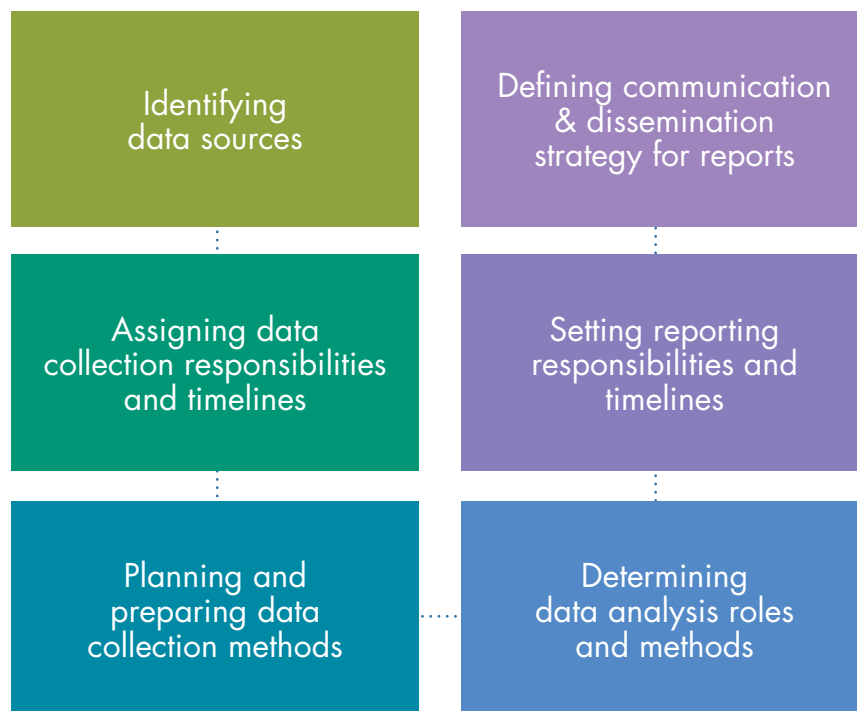 Identifying
data sources
Assigning data
collection responsibilities
and timelines
Planning and
preparing data
collection methods
Determining
data analysis roles
and methods
Setting reporting
responsibilities and
timelines
Defining communication
& dissemination
strategy for reports